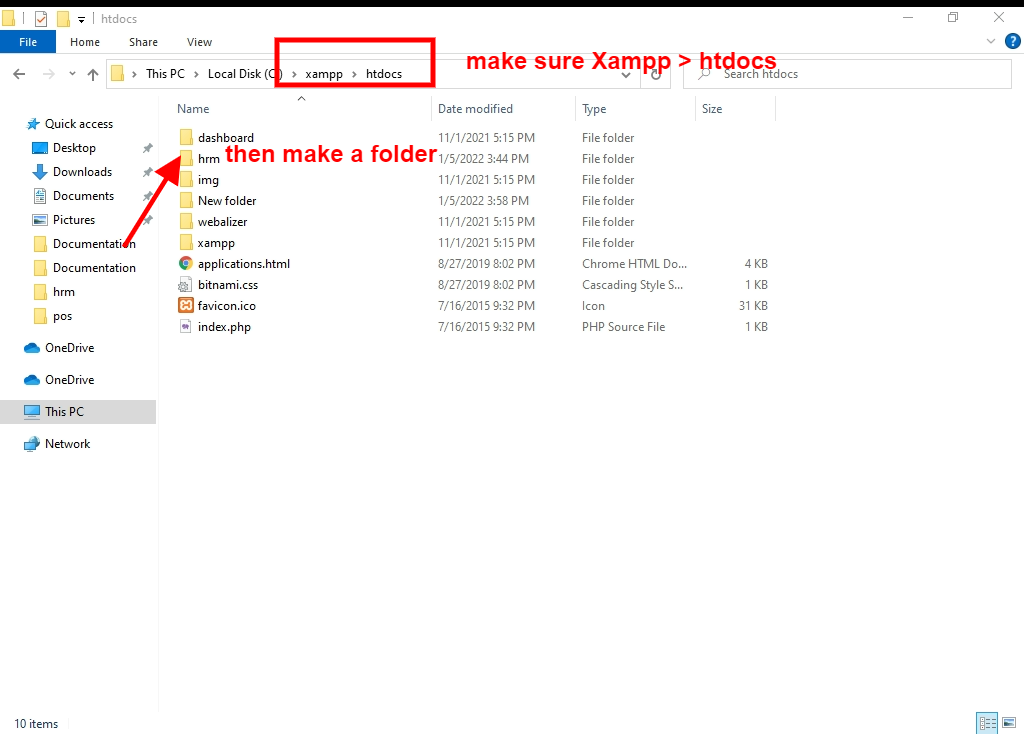 htdocs
File Home Share View
This PC Local Disk (C:) xampp htdocs
make sure Xampp > htdocs
Search htdocs
Name Date modified Type Size
Quick access
Desktop
Downloads
Documents
Pictures
Documentation
Documentation
hrm
pos
OneDrive
OneDrive
This PC
Network
dashboard 11/1/2021 5:15 PM File folder
hrm 1/5/2022 3:44 PM File folder
then make a folder
img 11/1/2021 5:15 PM File folder
New folder 1/5/2022 3:58 PM File folder
webalizer 11/1/2021 5:15 PM File folder
xampp 11/1/2021 5:15 PM File folder
applications.html 8/27/2019 8:02 PM Chrome HTML Do... 4 KB
bitnami.css 8/27/2019 8:02 PM Cascading Style S... 1 KB
favicon.ico 7/16/2015 9:32 PM Icon 31 KB
index.php 7/16/2015 9:32 PM PHP Source File 1 KB
10 items